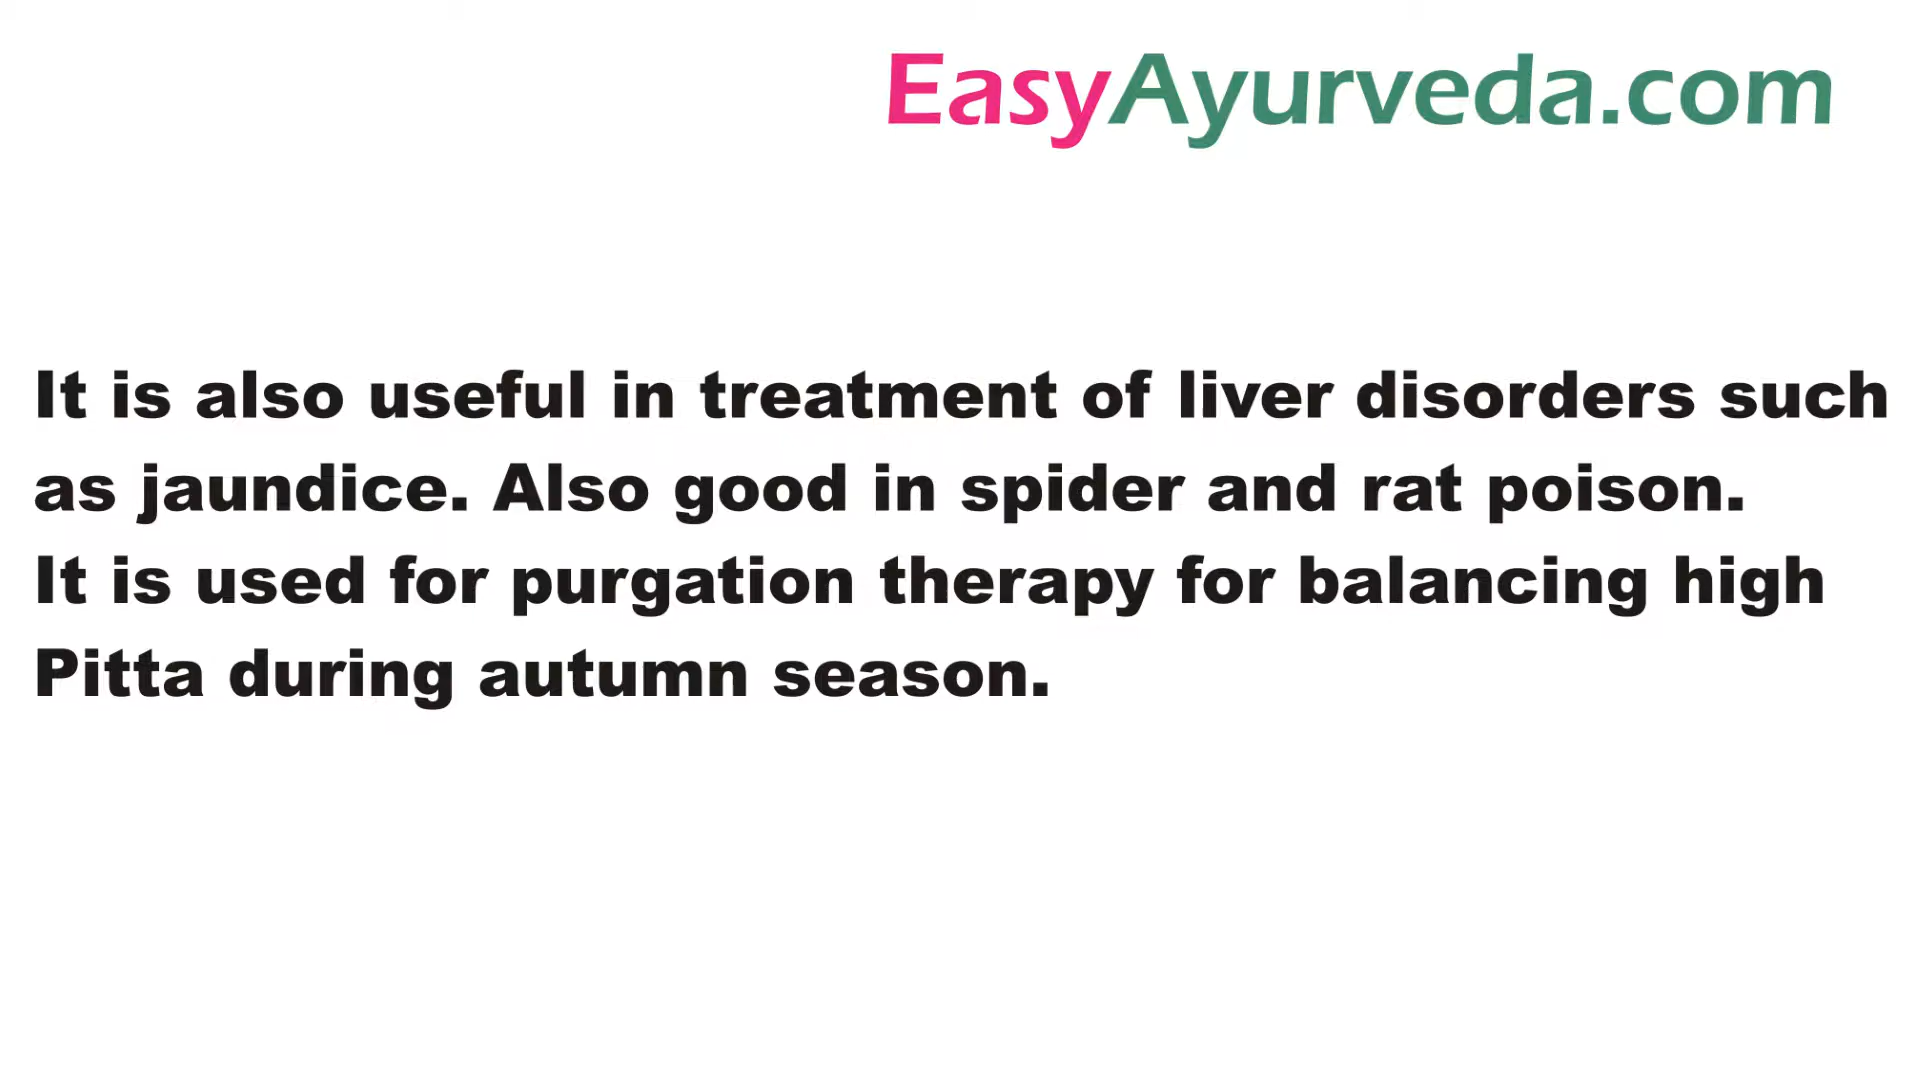 EasyAyurveda.com
It is also useful in treatment of liver disorders such
as jaundice. Also good in spider and rat poison.
It is used for purgation therapy for balancing high
Pitta during autumn season.